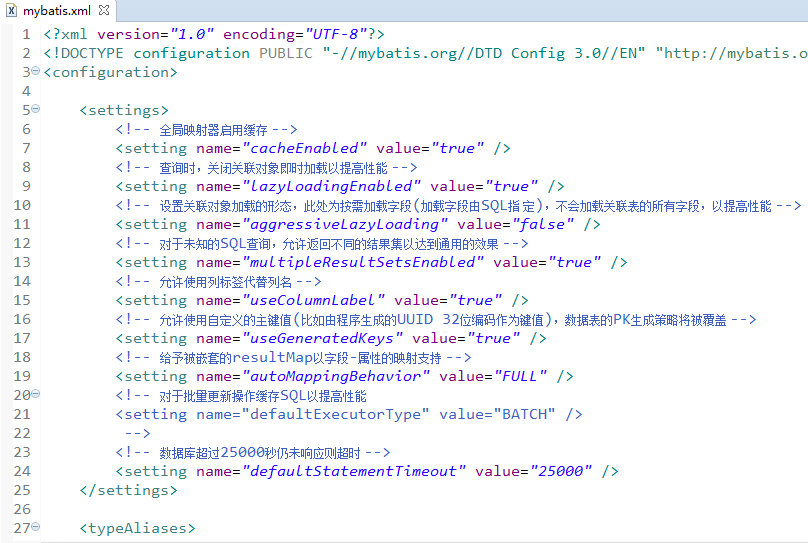 mybatis.xml
1 <?xml version="1.0" encoding="UTF-8"?>
2 <!DOCTYPE configuration PUBLIC "-//mybatis.org//DTD Config 3.0//EN" "http://mybatis.o
3 <configuration>
4
5 <settings>
6 <!-- 全局映射器启用缓存 -->
7 <setting name="cacheEnabled" value="true" />
8 <!-- 查询时，关闭关联对象即时加载以提高性能 -->
9 <setting name="lazyLoadingEnabled" value="true" />
10 <!-- 设置关联对象加载的形态，此处为按需加载字段(加载字段由SQL指 定)，不会加载关联表的所有字段，以提高性能 -->
11 <setting name="aggressiveLazyLoading" value="false" />
12 <!-- 对于未知的SQL查询，允许返回不同的结果集以达到通用的效果 -->
13 <setting name="multipleResultSetsEnabled" value="true" />
14 <!-- 允许使用列标签代替列名 -->
15 <setting name="useColumnLabel" value="true" />
16 <!-- 允许使用自定义的主键值(比如由程序生成的UUID 32位编码作为键值)，数据表的PK生成策略将被覆盖 -->
17 <setting name="useGeneratedKeys" value="true" />
18 <!-- 给予被嵌套的resultMap以字段-属性的映射支持 -->
19 <setting name="autoMappingBehavior" value="FULL" />
20 <!-- 对于批量更新操作缓存SQL以提高性能
21 <setting name="defaultExecutorType" value="BATCH" />
22 -->
23 <!-- 数据库超过25000秒仍未响应则超时 -->
24 <setting name="defaultStatementTimeout" value="25000" />
25 </settings>
26
27 <typeAliases>